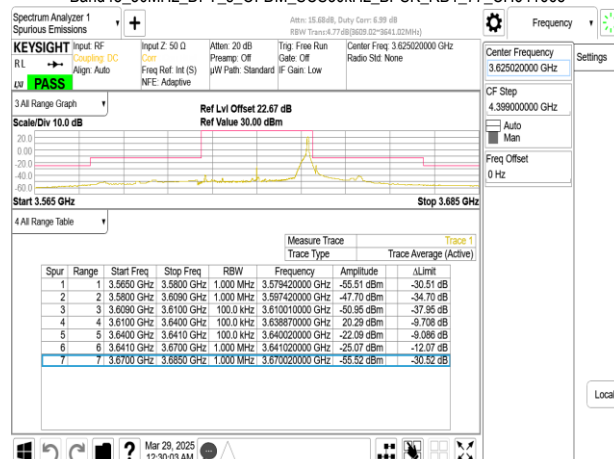 Spectrum Analyzer 1
Spurious Emissions
Attn: 15.68dB, Duty Corr: 6.99 dB
RBW Trans:4.77dB(3609.02~3641.02MHz)
Frequency
Settings
KEYSIGHT
Input: RF
Coupling: DC
Align: Auto
Input Z: 50 Ω
Corr
Freq Ref: Int (S)
NFE: Adaptive
Atten: 20 dB
Preamp: Off
µW Path: Standard
Trig: Free Run
Gate: Off
IF Gain: Low
Center Freq: 3.625020000 GHz
Radio Std: None
RL
PASS
Center Frequency
3.625020000 GHz
CF Step
4.399000000 GHz
Auto
Man
Freq Offset
0 Hz
3 All Range Graph
Scale/Div 10.0 dB
Ref Lvl Offset 22.67 dB
Ref Value 30.00 dBm
20.0
0.00
-20.0
-40.0
-60.0
Start 3.565 GHz
Stop 3.685 GHz
4 All Range Table
Measure Trace Trace 1
Trace Type Trace Average (Active)
Spur Range Start Freq Stop Freq RBW Frequency Amplitude ΔLimit
1 1 3.5650 GHz 3.5800 GHz 1.000 MHz 3.579420000 GHz -55.51 dBm -30.51 dB
2 2 3.5800 GHz 3.6090 GHz 1.000 MHz 3.597420000 GHz -47.70 dBm -34.70 dB
3 3 3.6090 GHz 3.6100 GHz 100.0 kHz 3.610010000 GHz -50.95 dBm -37.95 dB
4 4 3.6100 GHz 3.6400 GHz 100.0 kHz 3.638870000 GHz 20.29 dBm -9.708 dB
5 5 3.6400 GHz 3.6410 GHz 100.0 kHz 3.640020000 GHz -22.09 dBm -9.086 dB
6 6 3.6410 GHz 3.6700 GHz 1.000 MHz 3.641020000 GHz -25.07 dBm -12.07 dB
7 7 3.6700 GHz 3.6850 GHz 1.000 MHz 3.670020000 GHz -55.52 dBm -30.52 dB
Local
Mar 29, 2025
12:30:03 AM